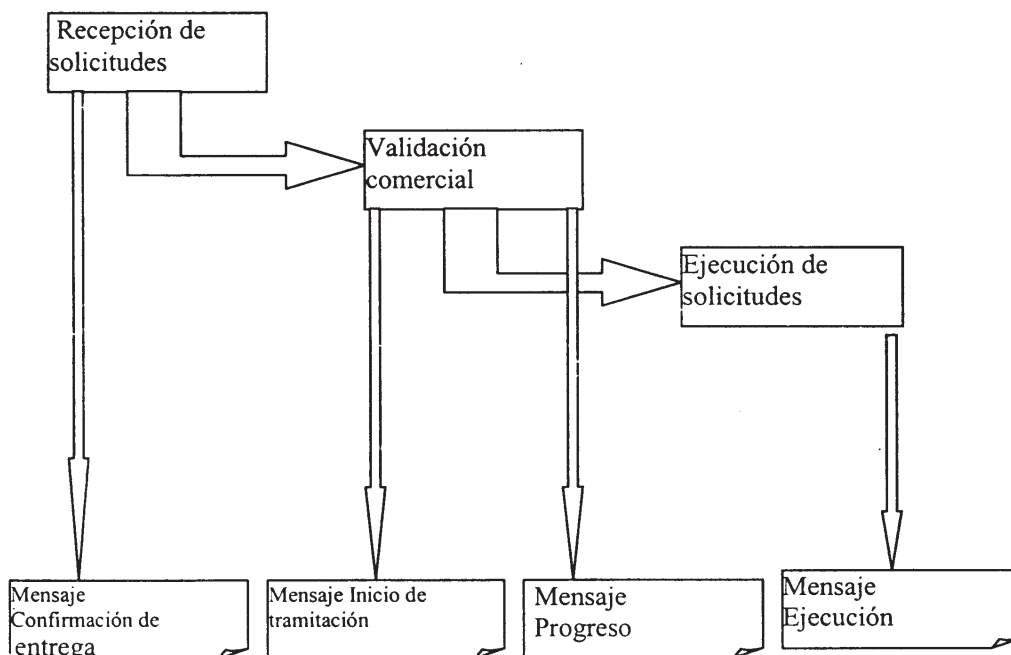 Recepción de
solicitudes
Validación
comercial
Ejecución de
solicitudes
Mensaje
Confirmación de
entrega
Mensaje Inicio de
tramitación
Mensaje
Progreso
Mensaje
Ejecución